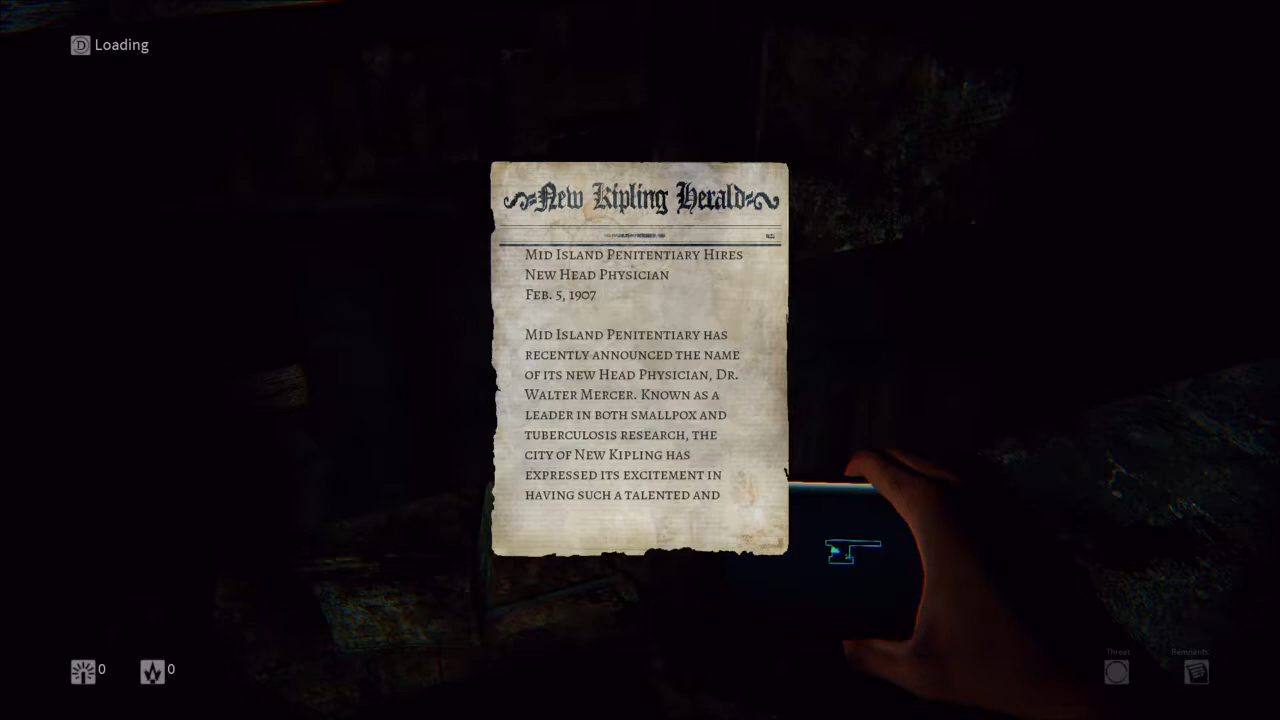 D Loading
New Kipling Herald
Mid Island Penitentiary Hires
New Head Physician
Feb. 5, 1907
Mid Island Penitentiary has
recently announced the name
of its new Head Physician, Dr.
Walter Mercer. Known as a
leader in both smallpox and
tuberculosis research, the
city of New Kipling has
expressed its excitement in
having such a talented and
Threat
Remnants
0
0